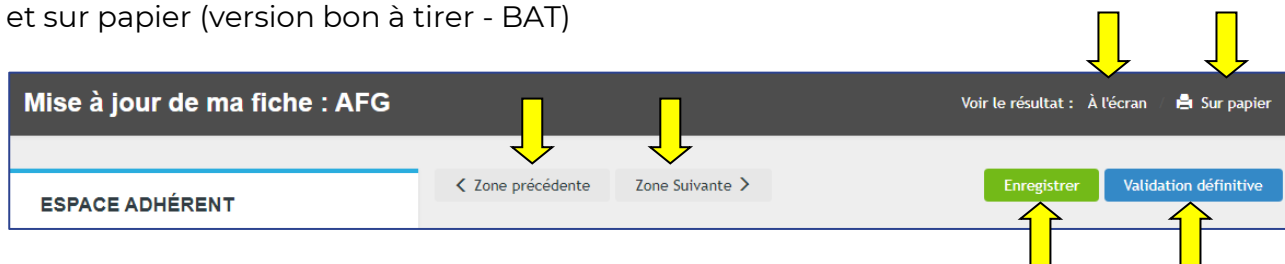 et sur papier (version bon à tirer - BAT)
Mise à jour de ma fiche : AFG
Voir le résultat : À l'écran / Sur papier
ESPACE ADHÉRENT
< Zone précédente Zone Suivante > Enregistrer Validation définitive